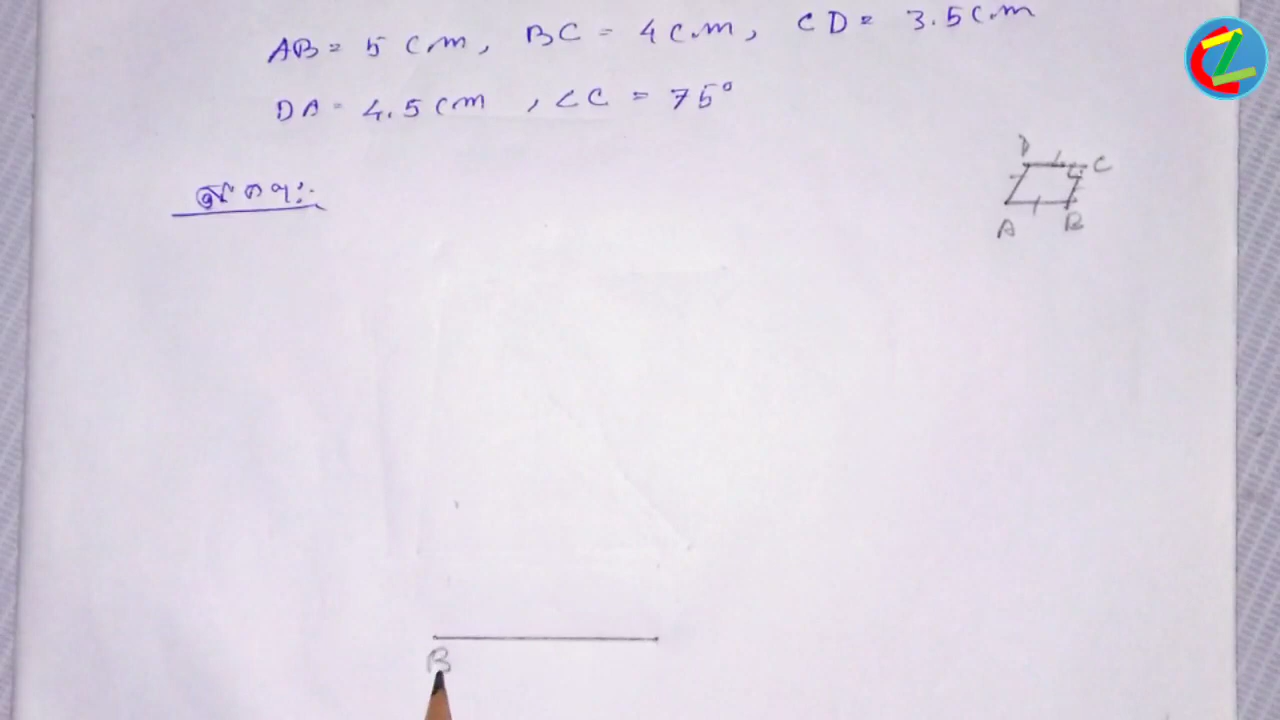 AB = 5 cm, BC = 4 cm, CD = 3.5 cm
DA = 4.5 cm, ∠C = 75°
D
C
A B
B